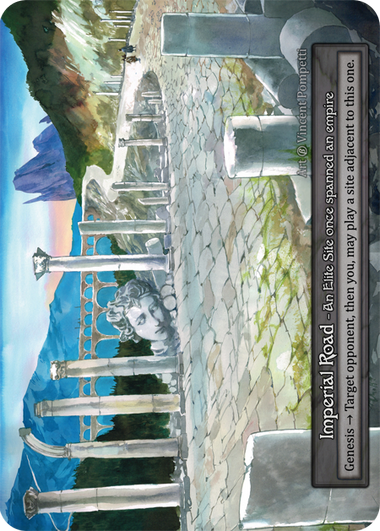 Imperial Road – An Elite Site once spanned an empire
Genesis → Target opponent, then you, may play a site adjacent to this one.
Art @ Vincent Pompetti